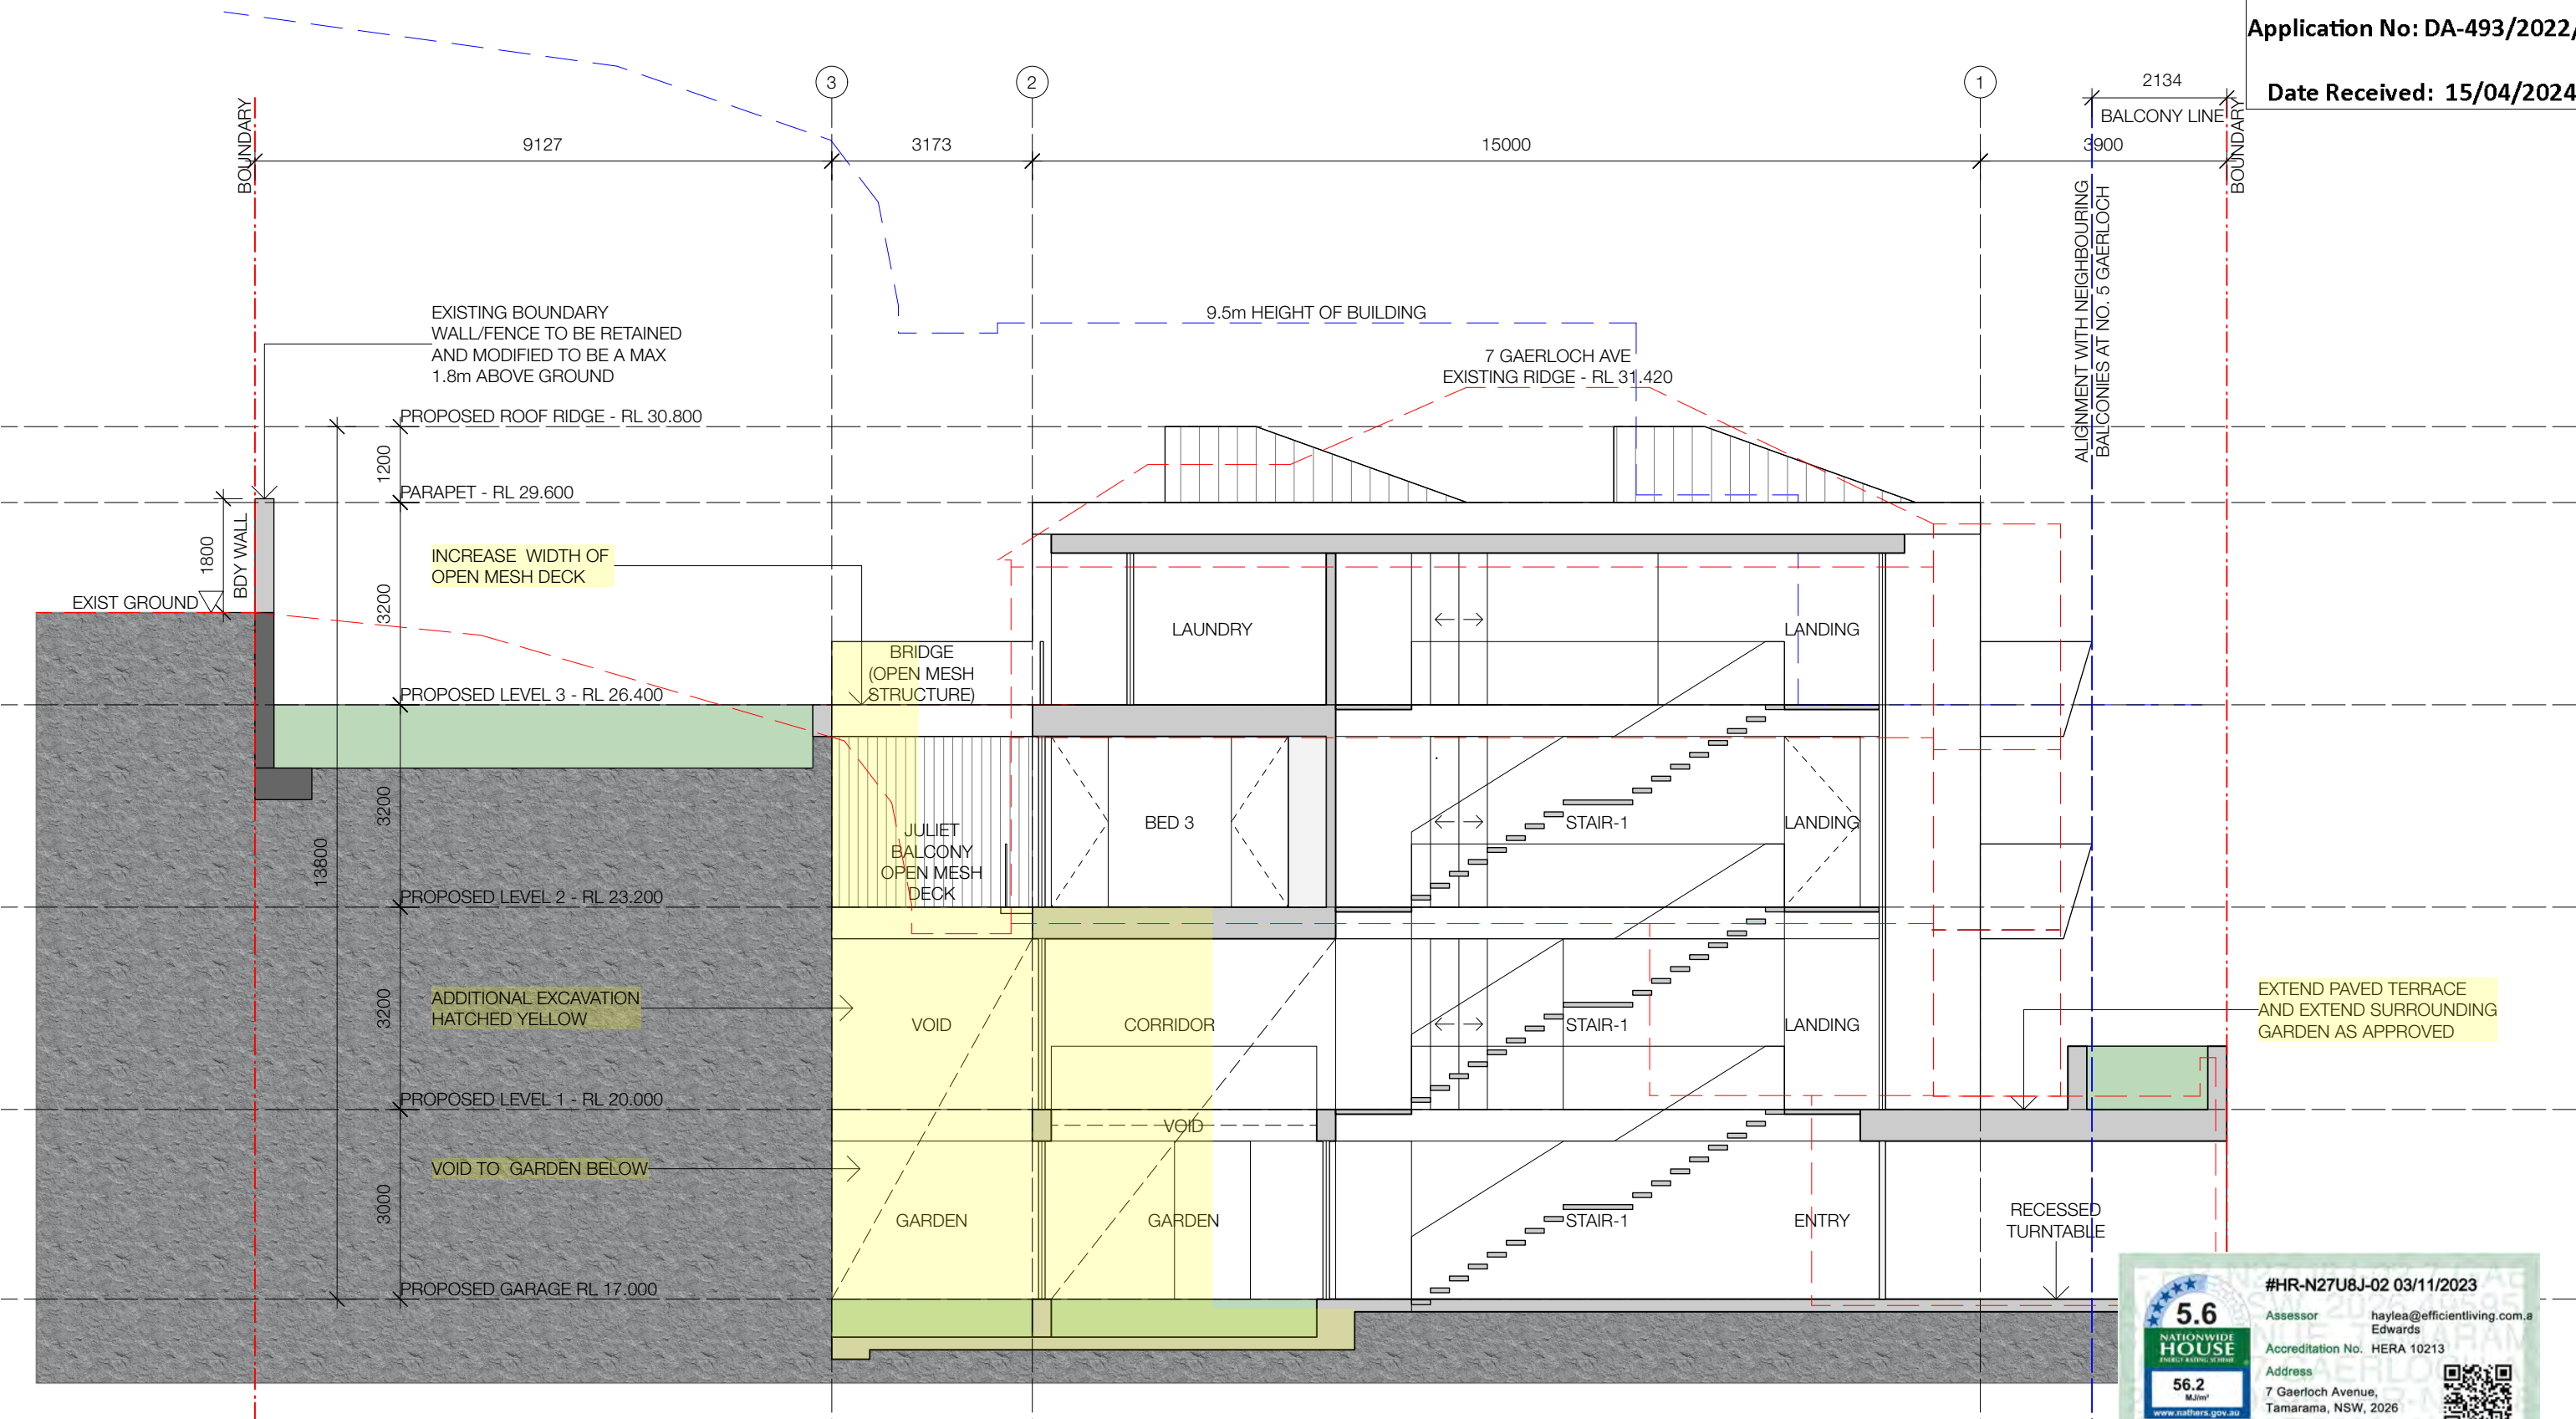 Application No: DA-493/2022/
Date Received: 15/04/2024
3
2
1
2134
BALCONY LINE
BOUNDARY
BOUNDARY
9127
3173
15000
3900
ALIGNMENT WITH NEIGHBOURING
BALCONIES AT NO. 5 GAERLOCH
EXISTING BOUNDARY
WALL/FENCE TO BE RETAINED
AND MODIFIED TO BE A MAX
1.8m ABOVE GROUND
9.5m HEIGHT OF BUILDING
7 GAERLOCH AVE
EXISTING RIDGE - RL 31.420
PROPOSED ROOF RIDGE - RL 30.800
1200
PARAPET - RL 29.600
1800
BDY WALL
INCREASE WIDTH OF
OPEN MESH DECK
EXIST GROUND
3200
LAUNDRY
LANDING
BRIDGE
(OPEN MESH
STRUCTURE)
PROPOSED LEVEL 3 - RL 26.400
3200
13800
JULIET
BALCONY
OPEN MESH
DECK
BED 3
STAIR-1
LANDING
PROPOSED LEVEL 2 - RL 23.200
3200
ADDITIONAL EXCAVATION
HATCHED YELLOW
VOID
CORRIDOR
STAIR-1
LANDING
EXTEND PAVED TERRACE
AND EXTEND SURROUNDING
GARDEN AS APPROVED
PROPOSED LEVEL 1 - RL 20.000
VOID
VOID TO GARDEN BELOW
3000
GARDEN
GARDEN
STAIR-1
ENTRY
RECESSED
TURNTABLE
PROPOSED GARAGE RL 17.000
#HR-N27U8J-02 03/11/2023
5.6
NATIONWIDE
HOUSE
ENERGY RATING SCHEME
56.2
MJ/m²
www.nathers.gov.au
Assessor haylea@efficientliving.com.a
Edwards
Accreditation No. HERA 10213
Address
7 Gaerloch Avenue,
Tamarama, NSW, 2026